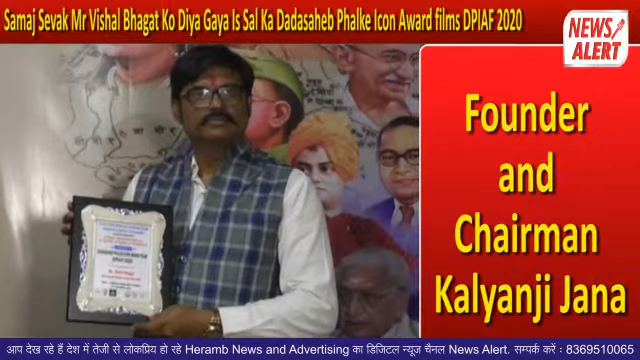 Samaj Sevak Mr Vishal Bhagat Ko Diya Gaya Is Sal Ka Dadasaheb Phalke Icon Award films DPIAF 2020
NEWS
ALERT
Founder
and
Chairman
Kalyanji Jana
आप देख रहे हैं देश में तेजी से लोकप्रिय हो रहे Heramb News and Advertising का डिजिटल न्यूज चैनल News Alert. सम्पर्क करें : 8369510065